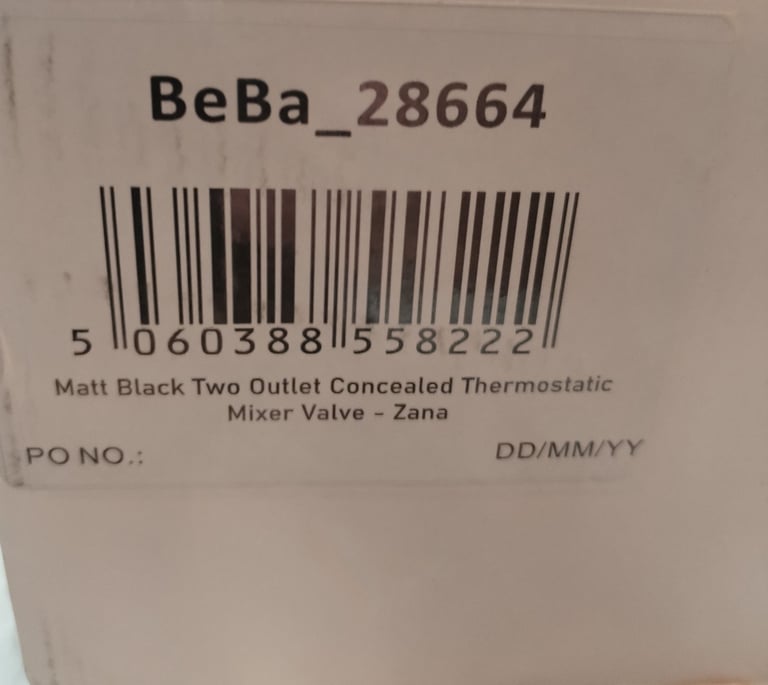 BeBa_28664
5 060388 558222
Matt Black Two Outlet Concealed Thermostatic
Mixer Valve - Zana
PO NO.: DD/MM/YY